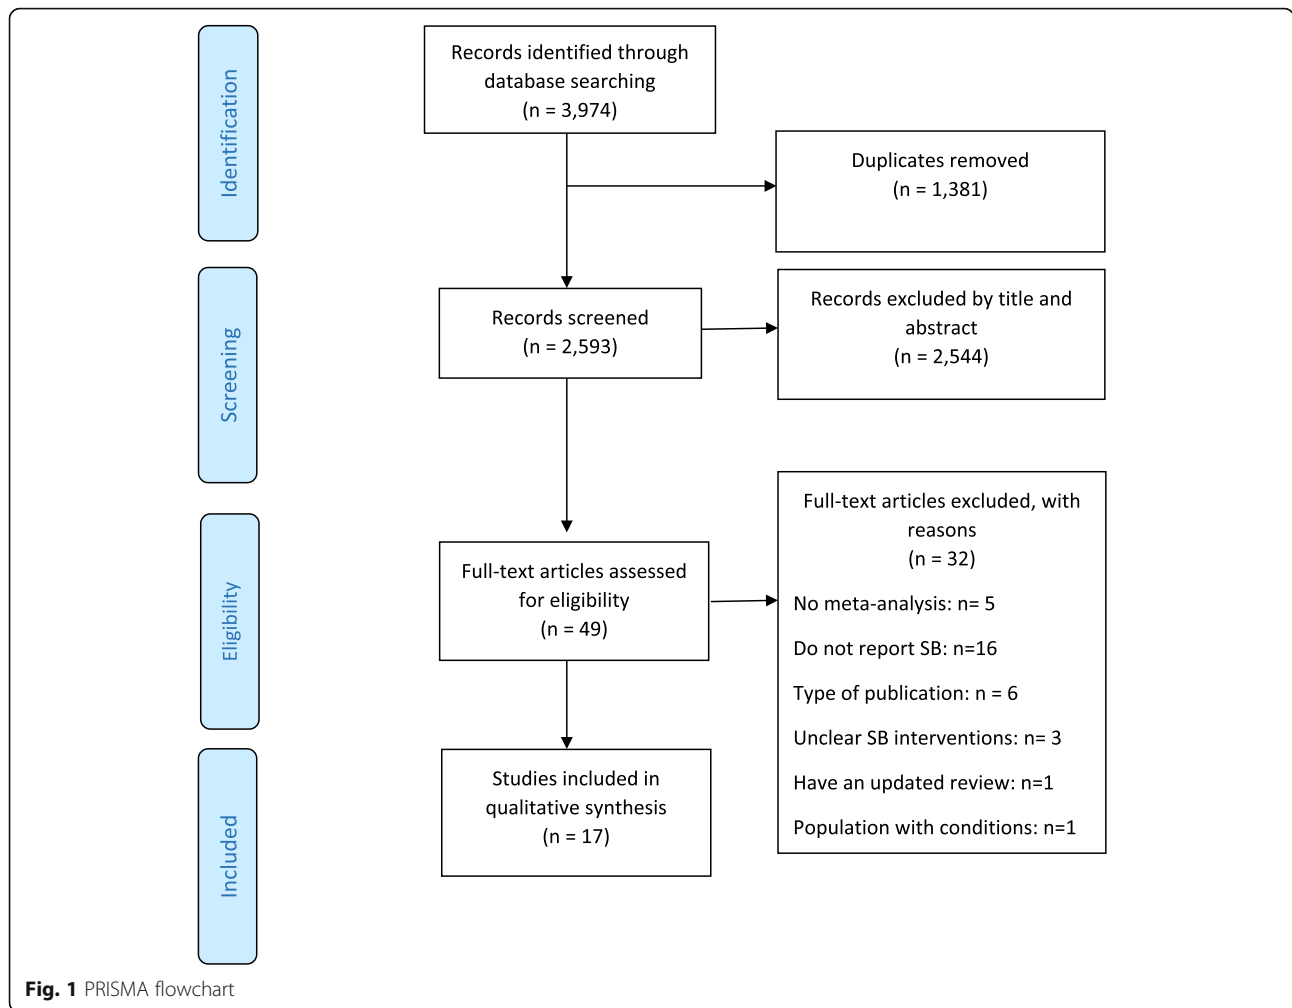 Identification
Records identified through
database searching
(n = 3,974)
Duplicates removed
(n = 1,381)
Screening
Records screened
(n = 2,593)
Records excluded by title and
abstract
(n = 2,544)
Eligibility
Full-text articles assessed
for eligibility
(n = 49)
Full-text articles excluded, with
reasons
(n = 32)
No meta-analysis: n= 5
Do not report SB: n=16
Type of publication: n = 6
Unclear SB interventions: n= 3
Have an updated review: n=1
Population with conditions: n=1
Included
Studies included in
qualitative synthesis
(n = 17)
Fig. 1 PRISMA flowchart